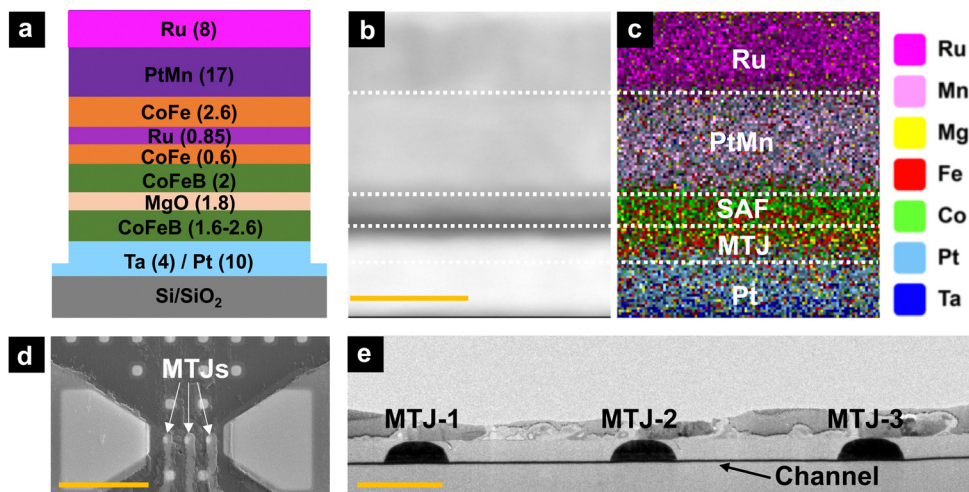 a
Ru (8)
PtMn (17)
CoFe (2.6)
Ru (0.85)
CoFe (0.6)
CoFeB (2)
MgO (1.8)
CoFeB (1.6-2.6)
Ta (4) / Pt (10)
Si/SiO₂
b
c
Ru
PtMn
SAF
MTJ
Pt
Ru
Mn
Mg
Fe
Co
Pt
Ta
d
MTJs
e
MTJ-1
MTJ-2
MTJ-3
Channel